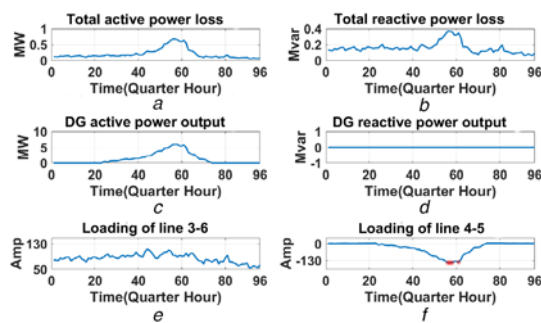 Total active power loss
MW
1
0.5
0
0 20 40 60 80 96
Time(Quarter Hour)
a
Total reactive power loss
Mvar
0.4
0.2
0
0 20 40 60 80 96
Time(Quarter Hour)
b
DG active power output
MW
10
5
0
0 20 40 60 80 96
Time(Quarter Hour)
c
DG reactive power output
Mvar
1
0
-1
0 20 40 60 80 96
Time(Quarter Hour)
d
Loading of line 3-6
Amp
130
50
0 20 40 60 80 96
Time(Quarter Hour)
e
Loading of line 4-5
Amp
0
-130
0 20 40 60 80 96
Time(Quarter Hour)
f